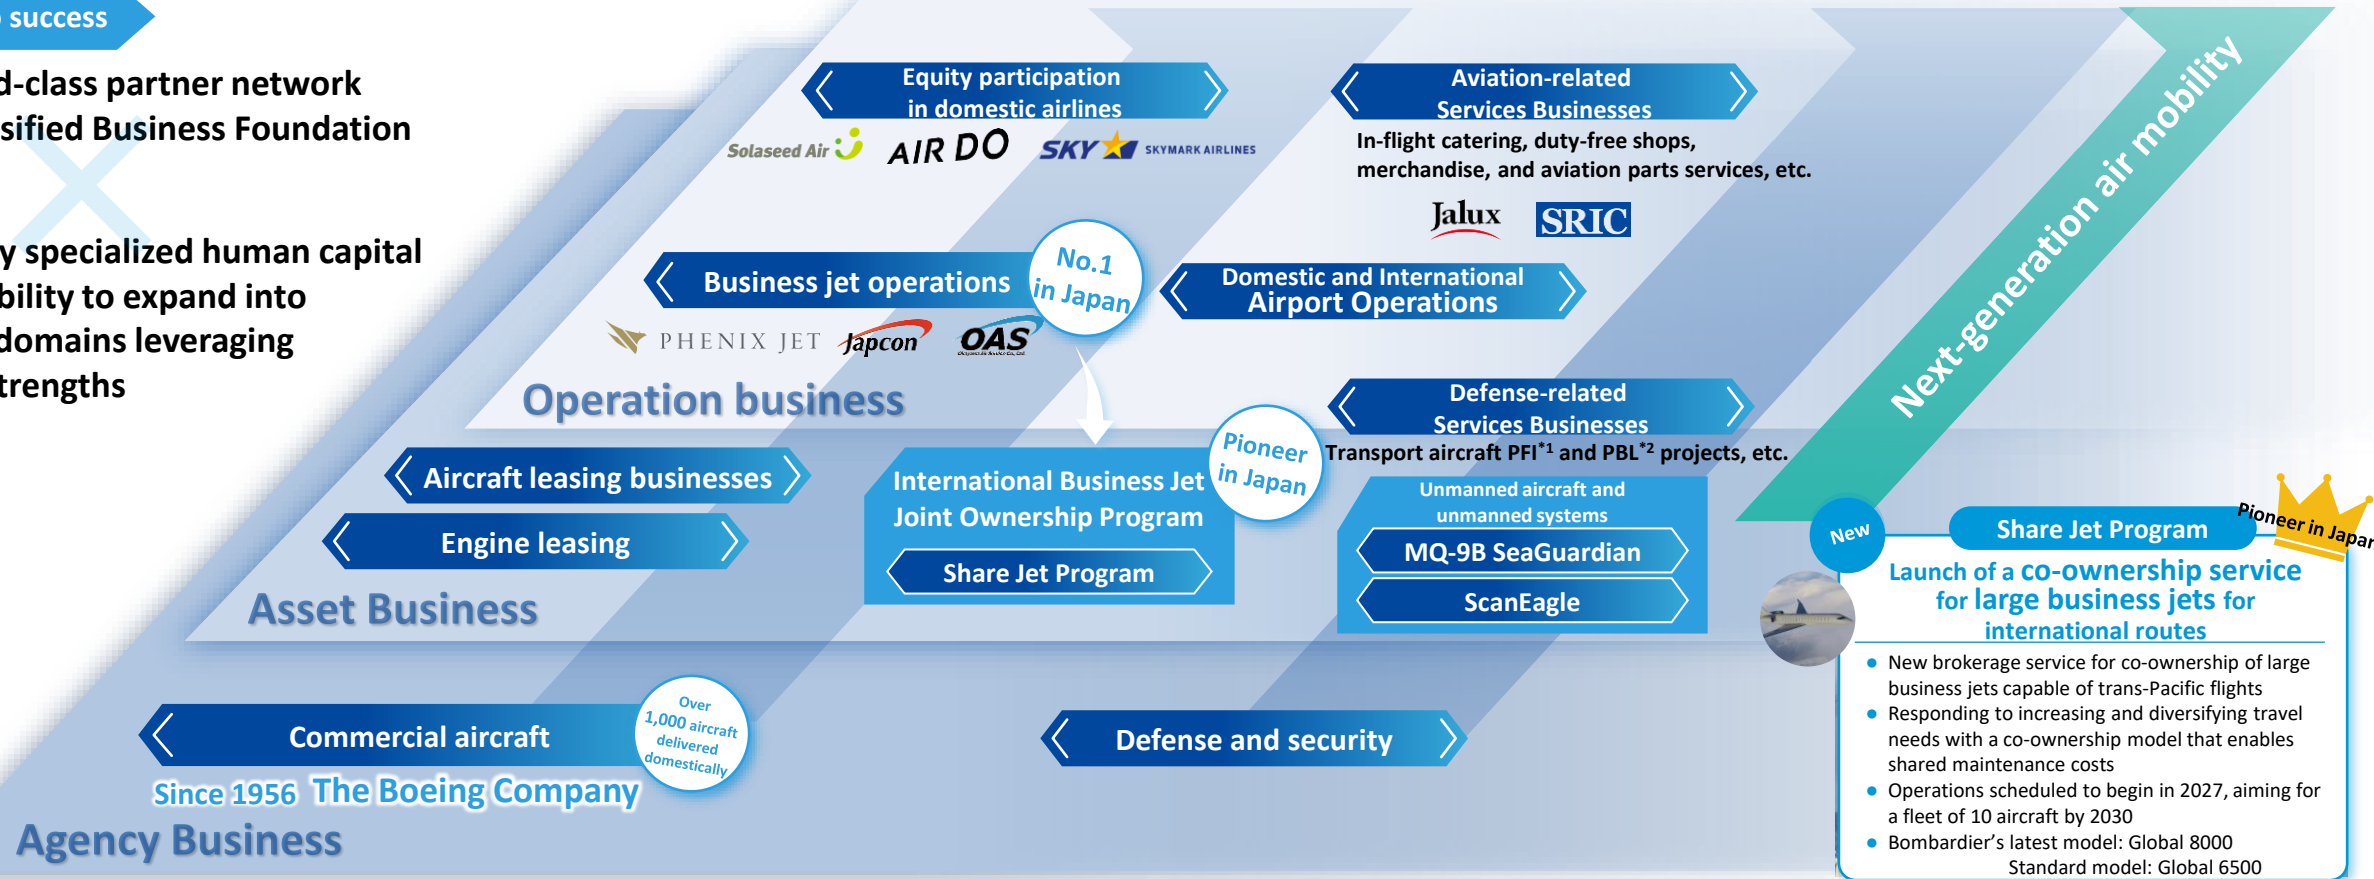 success
d-class partner network
sified Business Foundation
y specialized human capital
bility to expand into
domains leveraging
trengths
Equity participation
in domestic airlines
Solaseed Air
AIR DO
SKY SKYMARK AIRLINES
Aviation-related
Services Businesses
In-flight catering, duty-free shops,
merchandise, and aviation parts services, etc.
Jalux
SRIC
Business jet operations
No.1
in Japan
PHENIX JET
Japcon
OAS
Okayama Air Service Co., Ltd.
Domestic and International
Airport Operations
Operation business
Next-generation air mobility
Defense-related
Services Businesses
Transport aircraft PFI*1 and PBL*2 projects, etc.
Aircraft leasing businesses
Engine leasing
International Business Jet
Joint Ownership Program
Share Jet Program
Pioneer
in Japan
Unmanned aircraft and
unmanned systems
MQ-9B SeaGuardian
ScanEagle
Asset Business
Commercial aircraft
Over
1,000 aircraft
delivered
domestically
Since 1956 The Boeing Company
Defense and security
Agency Business
New
Share Jet Program
Pioneer in Japan
Launch of a co-ownership service
for large business jets for
international routes
● New brokerage service for co-ownership of large
business jets capable of trans-Pacific flights
● Responding to increasing and diversifying travel
needs with a co-ownership model that enables
shared maintenance costs
● Operations scheduled to begin in 2027, aiming for
a fleet of 10 aircraft by 2030
● Bombardier's latest model: Global 8000
Standard model: Global 6500